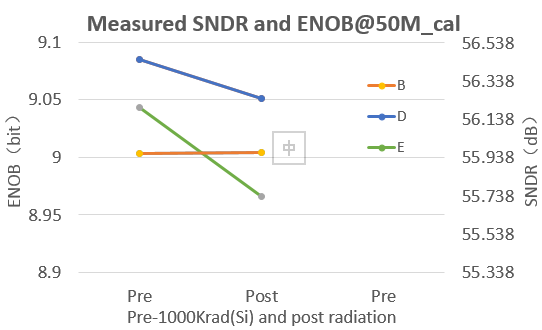 Measured SNDR and ENOB@50M_cal
9.1
9.05
9
8.95
8.9
ENOB（bit）
56.538
56.338
56.138
55.938
55.738
55.538
55.338
SNDR（dB）
B
D
E
中
Pre Post Pre
Pre-1000Krad(Si) and post radiation